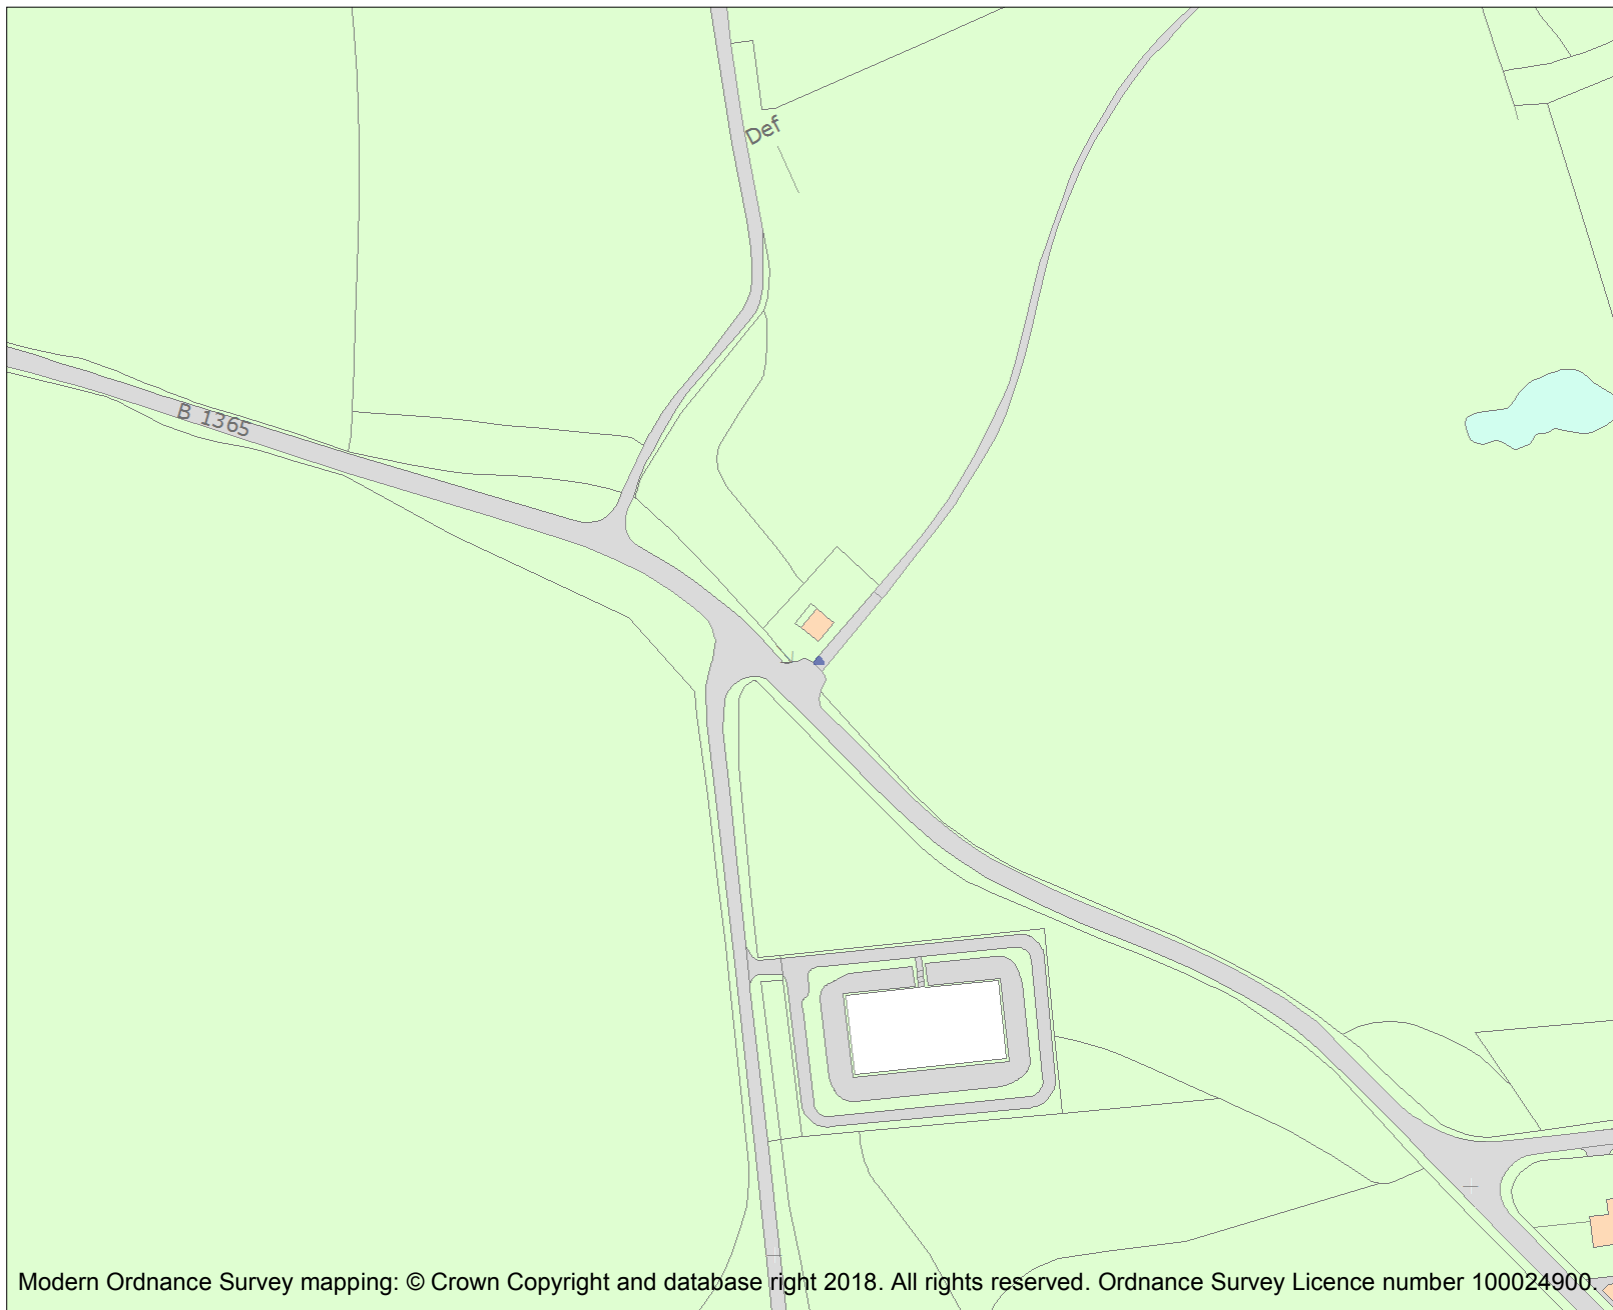 Def
B 1365
Modern Ordnance Survey mapping: © Crown Copyright and database right 2018. All rights reserved. Ordnance Survey Licence number 100024900.